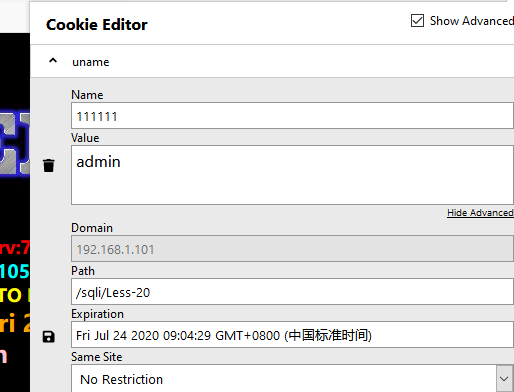 Cookie Editor
Show Advanced
uname
Name
111111
Value
admin
Hide Advanced
Domain
192.168.1.101
Path
/sqli/Less-20
Expiration
Fri Jul 24 2020 09:04:29 GMT+0800 (中国标准时间)
Same Site
No Restriction
rv:7
105
TO
ri 2